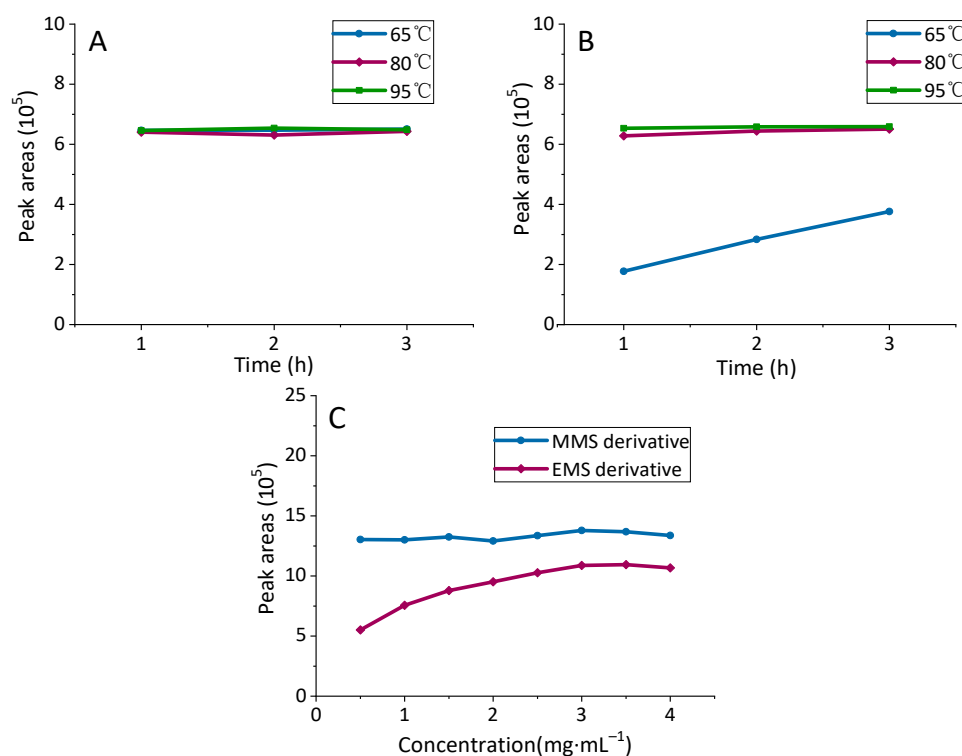 A
65℃
80℃
95℃
Peak areas (10⁵)
10
8
6
4
2
0
1 2 3
Time (h)
B
65℃
80℃
95℃
Peak areas (10⁵)
10
8
6
4
2
0
1 2 3
Time (h)
C
MMS derivative
EMS derivative
Peak areas (10⁵)
25
20
15
10
5
0
0 1 2 3 4
Concentration(mg·mL⁻¹)